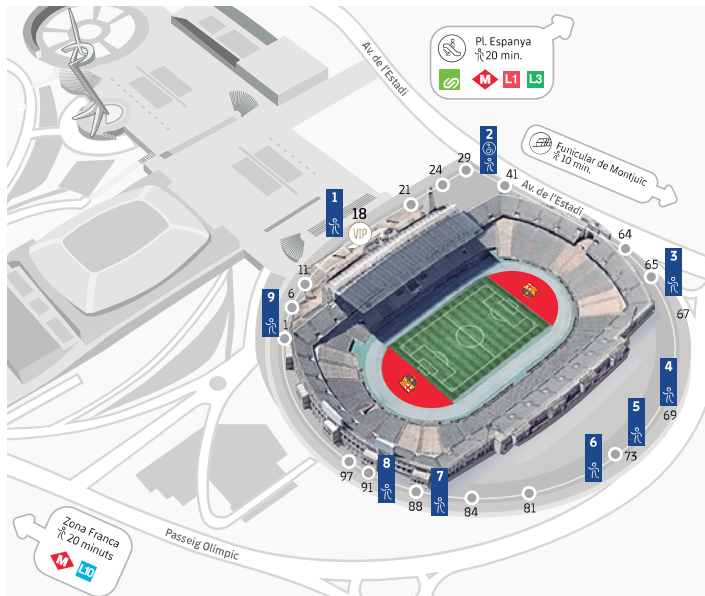 Av. de l'Estadi
Pl. Espanya
20 min.
M
L1
L3
Funicular de Montjuïc
10 min.
2
29
24
41
Av. de l'Estadi
1
21
18
VIP
64
3
65
11
9
6
67
1
4
5
69
6
73
8
7
97
91
88
84
81
Zona Franca
20 minuts
M
L10
Passeig Olímpic